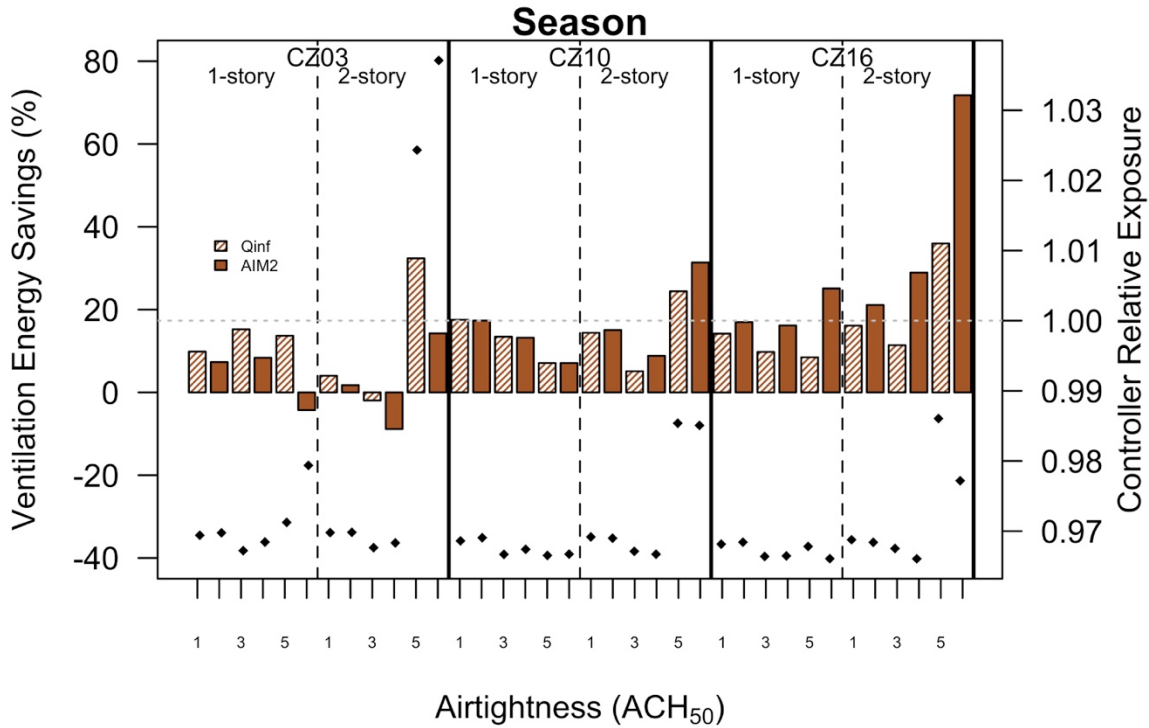 Season
CZ03 CZ10 CZ16
1-story 2-story 1-story 2-story 1-story 2-story
Ventilation Energy Savings (%)
80
60
40
20
0
-20
-40
Qinf
AIM2
1.03
1.02
1.01
1.00
0.99
0.98
0.97
Controller Relative Exposure
1 3 5 1 3 5 1 3 5 1 3 5 1 3 5 1 3 5
Airtightness (ACH50)